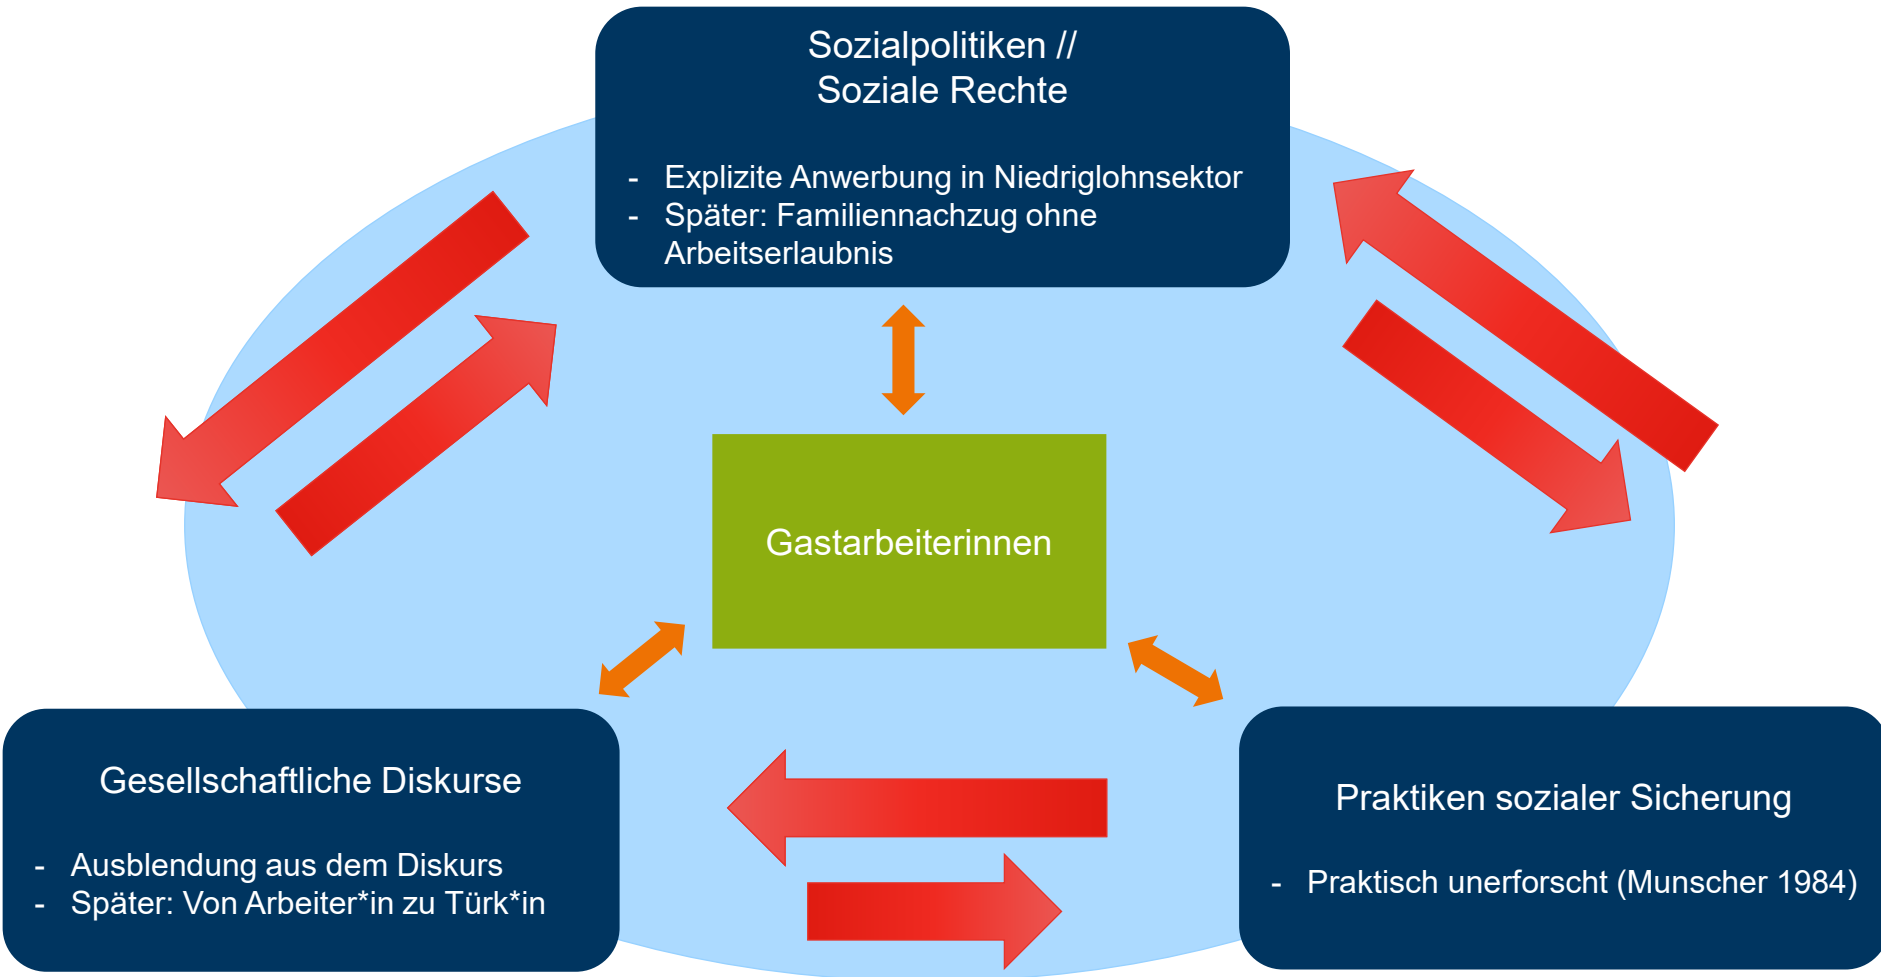 Sozialpolitiken //
Soziale Rechte
- Explizite Anwerbung in Niedriglohnsektor
- Später: Familiennachzug ohne
Arbeitserlaubnis
Gastarbeiterinnen
Gesellschaftliche Diskurse
- Ausblendung aus dem Diskurs
- Später: Von Arbeiter*in zu Türk*in
Praktiken sozialer Sicherung
- Praktisch unerforscht (Munscher 1984)